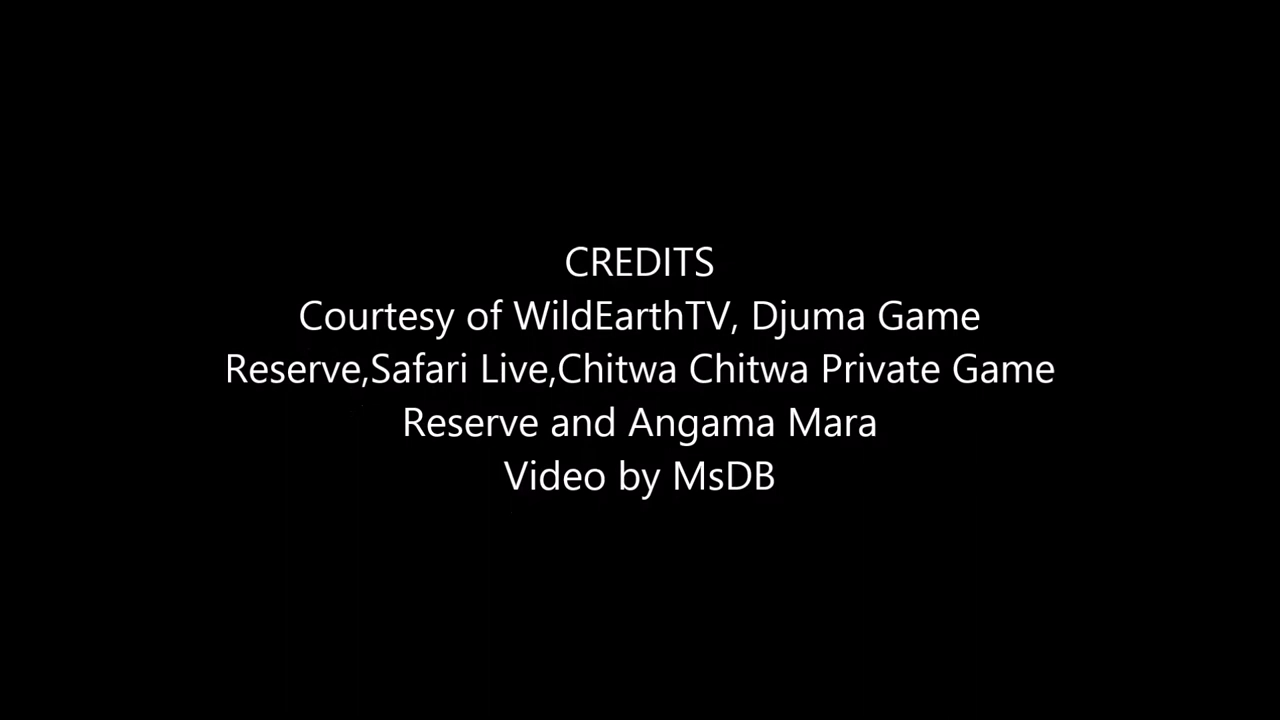 CREDITS
Courtesy of WildEarthTV, Djuma Game
Reserve,Safari Live,Chitwa Chitwa Private Game
Reserve and Angama Mara
Video by MsDB